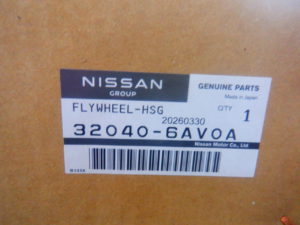 NISSAN
GROUP
GENUINE PARTS
Made in Japan
FLYWHEEL-HSG
QTY
1
20260330
32040-6AV0A
Nissan Motor Co., Ltd